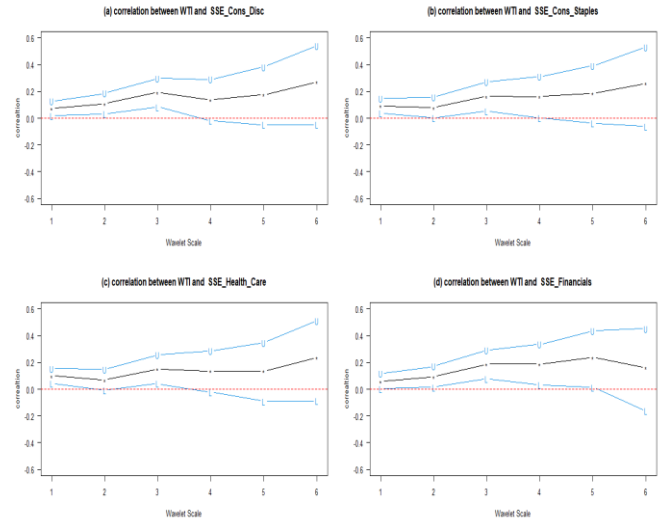 (a) correlation between WTI and SSE_Cons_Disc
(b) correlation between WTI and SSE_Cons_Staples
correaltion
0.6
0.4
0.2
0.0
-0.2
-0.4
-0.6
U U U U U U
L L L L L L
1 2 3 4 5 6
Wavelet Scale
correaltion
0.6
0.4
0.2
0.0
-0.2
-0.4
-0.6
U U U U U U
L L L L L L
1 2 3 4 5 6
Wavelet Scale
(c) correlation between WTI and SSE_Health_Care
(d) correlation between WTI and SSE_Financials
correaltion
0.6
0.4
0.2
0.0
-0.2
-0.4
-0.6
U U U U U U
L L L L L L
1 2 3 4 5 6
Wavelet Scale
correaltion
0.6
0.4
0.2
0.0
-0.2
-0.4
-0.6
U U U U U U
L L L L L L
1 2 3 4 5 6
Wavelet Scale